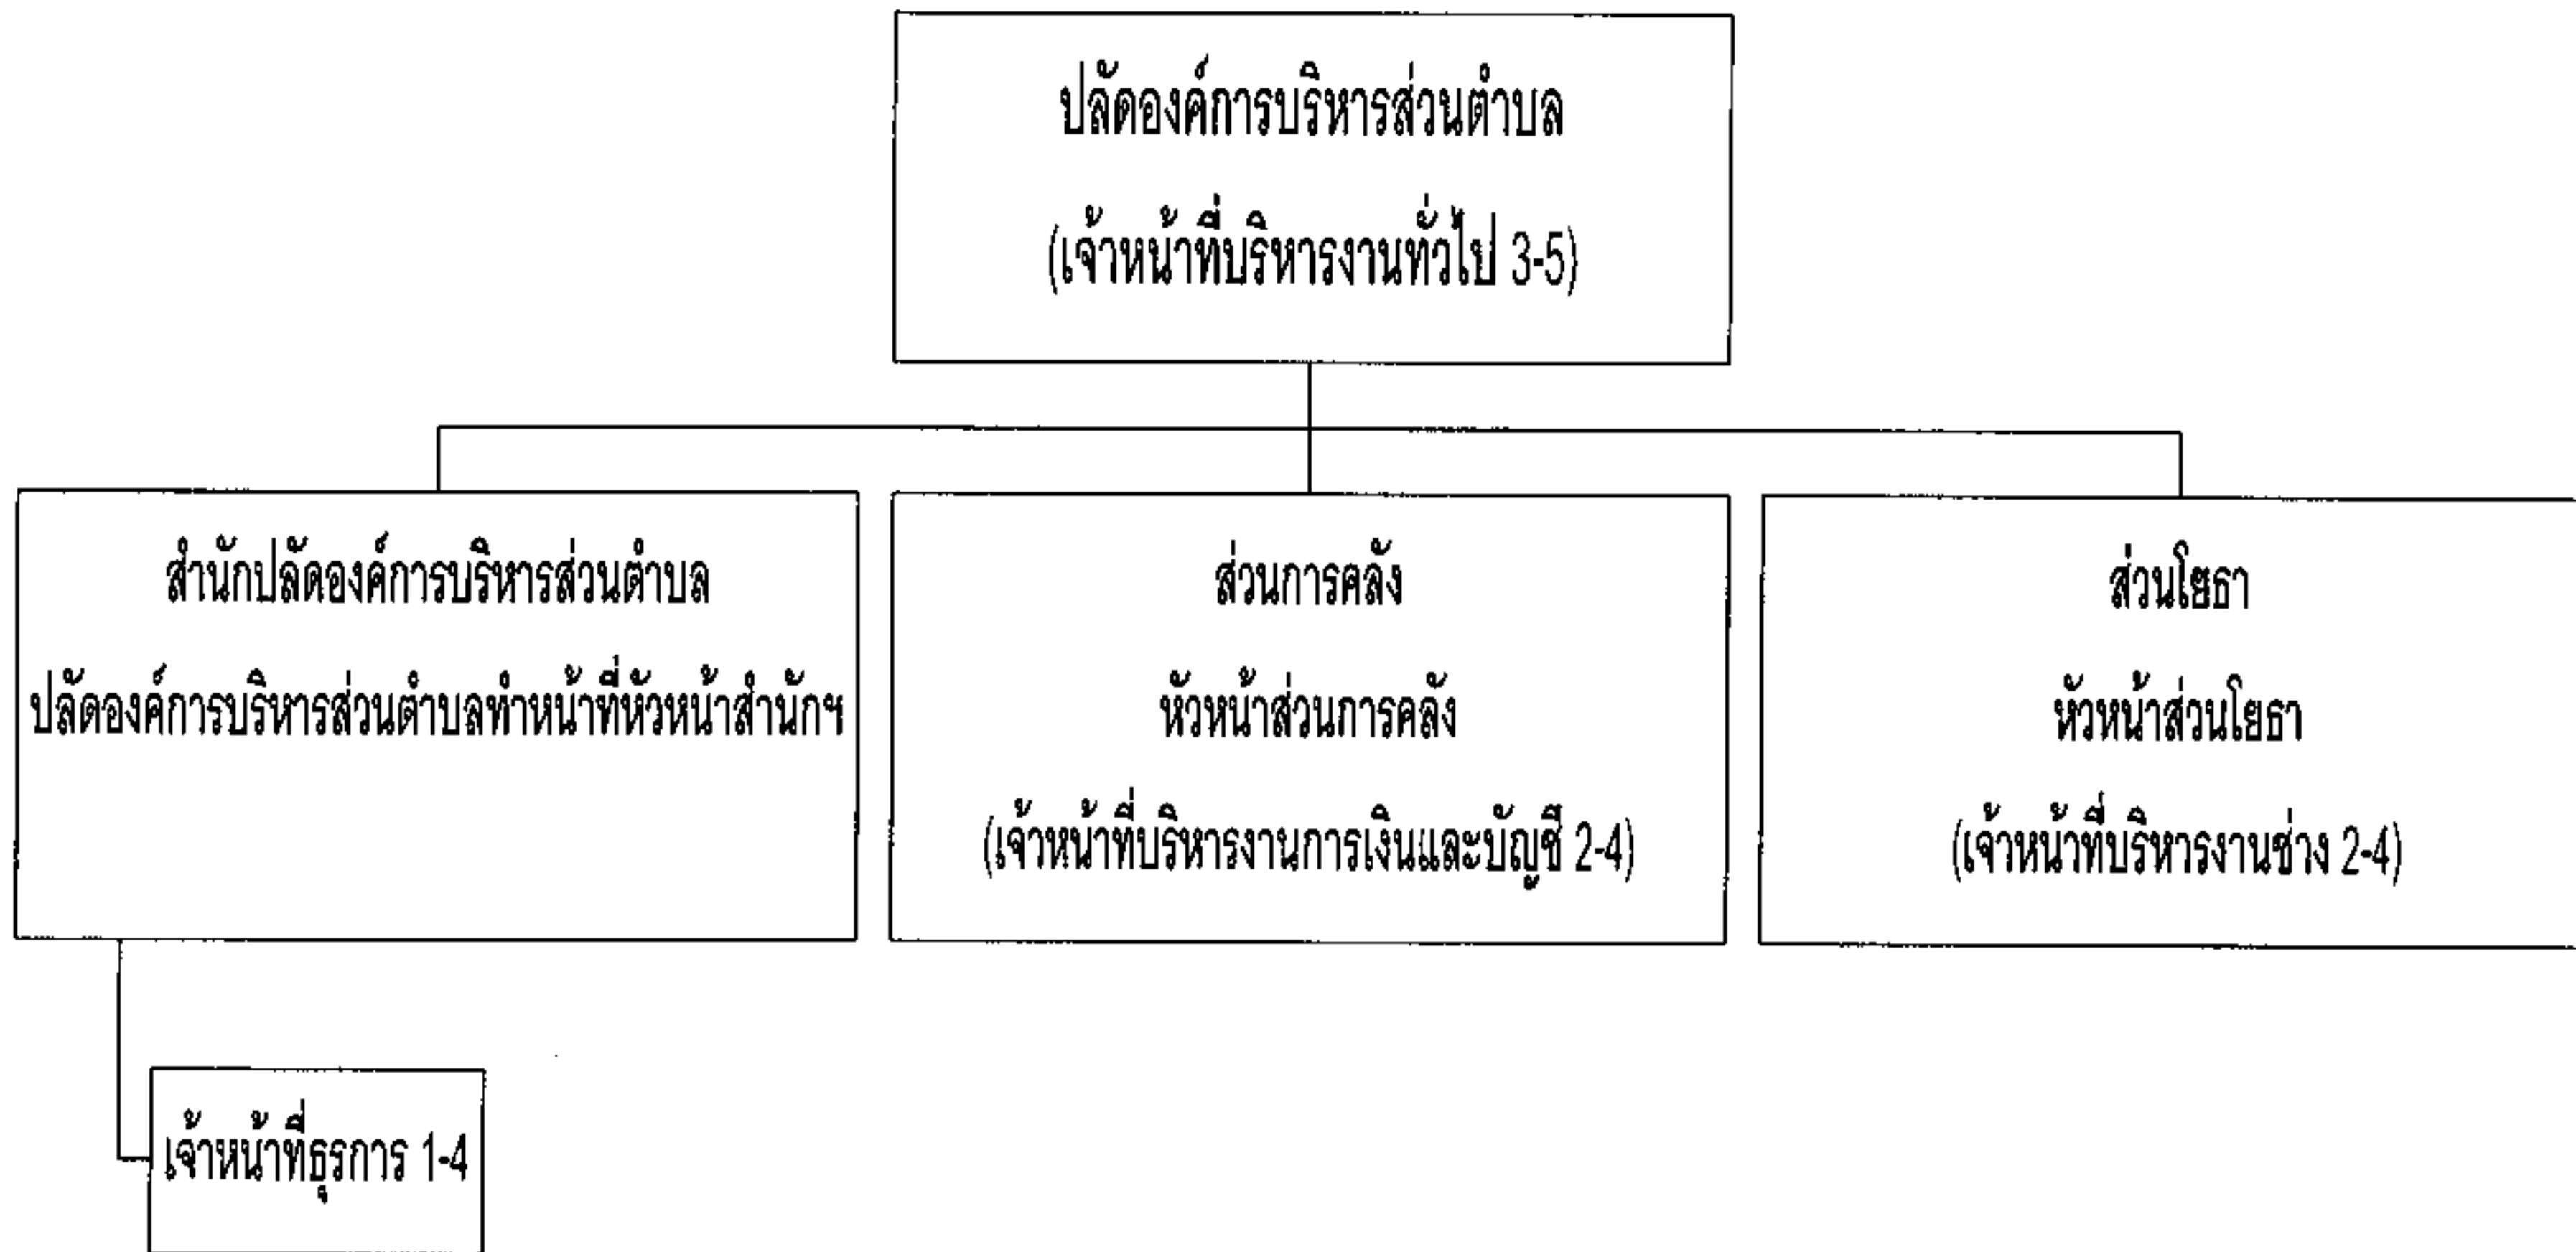 ปลัดองค์การบริหารส่วนตำบล
(เจ้าหน้าที่บริหารงานทั่วไป 3-5)
สำนักปลัดองค์การบริหารส่วนตำบล
ปลัดองค์การบริหารส่วนตำบลทำหน้าที่หัวหน้าสำนักฯ
ส่วนการคลัง
หัวหน้าส่วนการคลัง
(เจ้าหน้าที่บริหารงานการเงินและบัญชี 2-4)
ส่วนโยธา
หัวหน้าส่วนโยธา
(เจ้าหน้าที่บริหารงานช่าง 2-4)
เจ้าหน้าที่ธุรการ 1-4